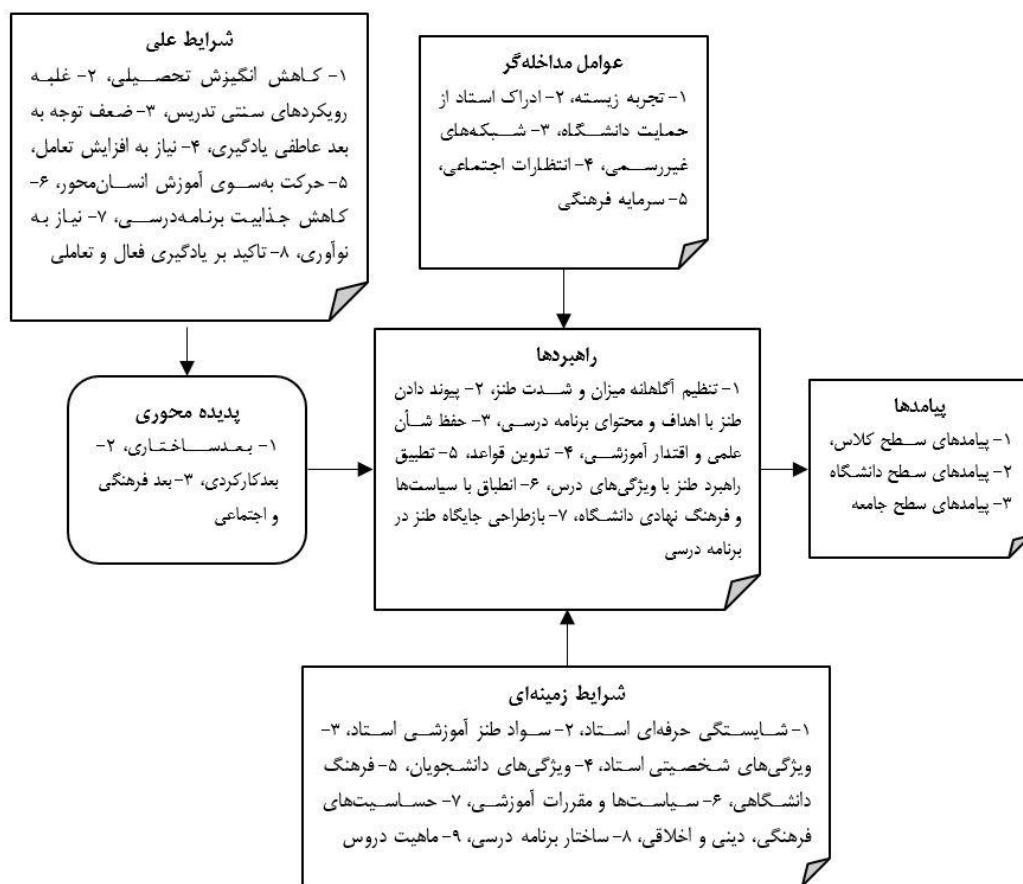 شرایط علی
۱- کاهش انگیزش تحصیلی، ۲- غلبه
رویکردهای سنتی تدریس، ۳- ضعف توجه به
بعد عاطفی یادگیری، ۴- نیاز به افزایش تعامل،
۵- حرکت به‌سوی آموزش انسان‌محور، ۶-
کاهش جذابیت برنامه‌درسی، ۷- نیاز به
نوآوری، ۸- تاکید بر یادگیری فعال و تعاملی
عوامل مداخله‌گر
۱- تجربه زیسته، ۲- ادراک استاد از
حمایت دانشگاه، ۳- شبکه‌های
غیررسمی، ۴- انتظارات اجتماعی،
۵- سرمایه فرهنگی
پدیده محوری
۱- بعدساختاری، ۲-
بعدکارکردی، ۳- بعد فرهنگی
و اجتماعی
راهبردها
۱- تنظیم آگاهانه میزان و شدت طنز، ۲- پیوند دادن
طنز با اهداف و محتوای برنامه درسی، ۳- حفظ شأن
علمی و اقتدار آموزشی، ۴- تدوین قواعد، ۵- تطبیق
راهبرد طنز با ویژگی‌های درس، ۶- انطباق با سیاست‌ها
و فرهنگ نهادی دانشگاه، ۷- بازطراحی جایگاه طنز در
برنامه درسی
پیامدها
۱- پیامدهای سطح کلاس،
۲- پیامدهای سطح دانشگاه
۳- پیامدهای سطح جامعه
شرایط زمینه‌ای
۱- شایستگی حرفه‌ای استاد، ۲- سواد طنز آموزشی استاد، ۳-
ویژگی‌های شخصیتی استاد، ۴- ویژگی‌های دانشجویان، ۵- فرهنگ
دانشگاهی، ۶- سیاست‌ها و مقررات آموزشی، ۷- حساسیت‌های
فرهنگی، دینی و اخلاقی، ۸- ساختار برنامه درسی، ۹- ماهیت دروس